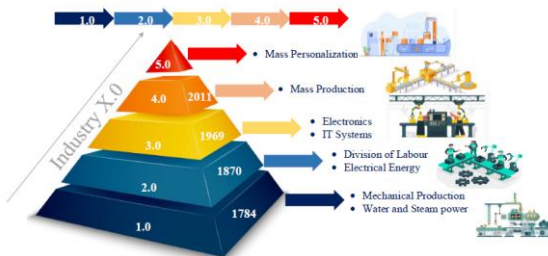 1.0 2.0 3.0 4.0 5.0
Industry X.0
5.0
• Mass Personalization
4.0 2011
• Mass Production
3.0 1969
• Electronics
• IT Systems
2.0 1870
• Division of Labour
• Electrical Energy
1.0 1784
• Mechanical Production
• Water and Steam power